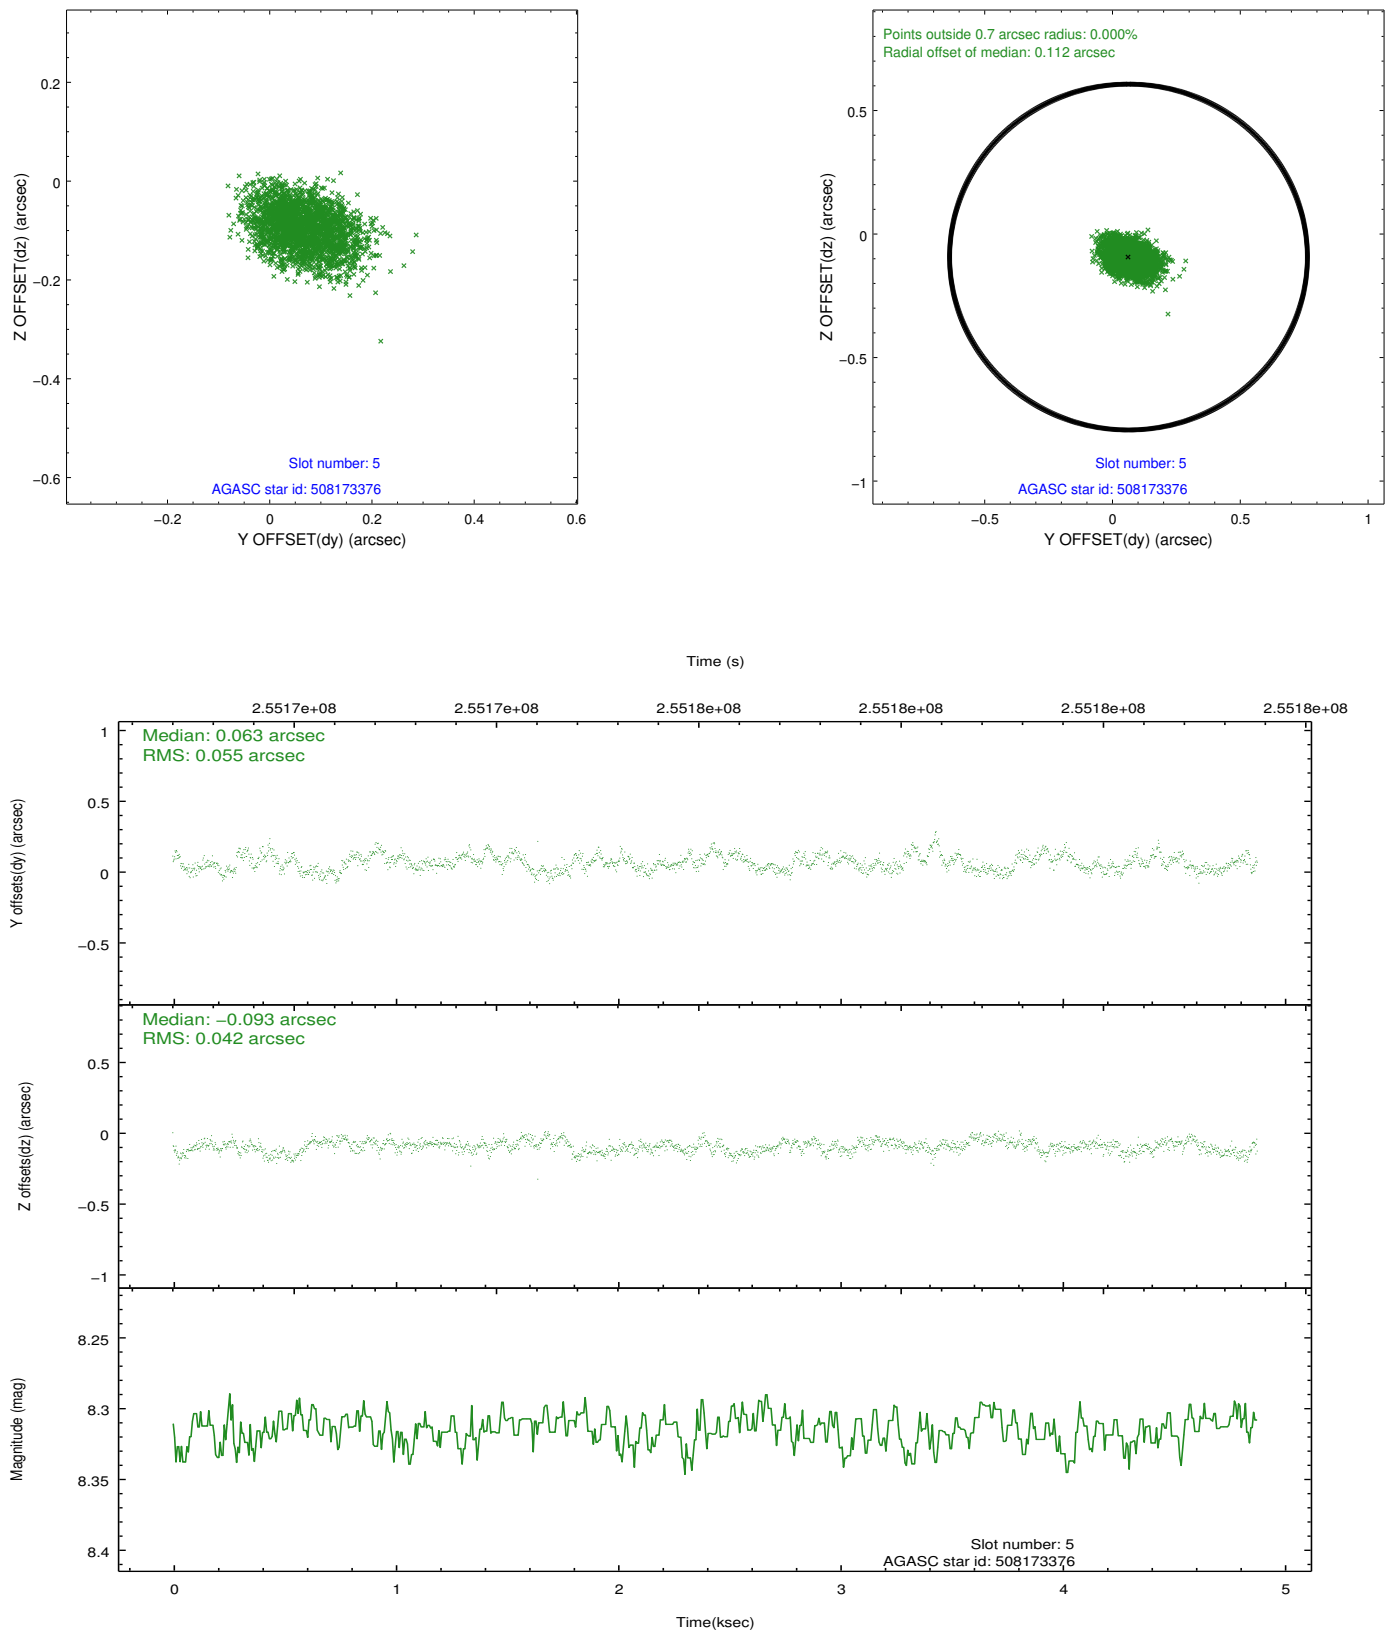 0.2
0
−0.2
−0.4
−0.6
Z OFFSET(dz) (arcsec)
Slot number: 5
AGASC star id: 508173376
−0.2 0 0.2 0.4 0.6
Y OFFSET(dy) (arcsec)
Points outside 0.7 arcsec radius: 0.000%
Radial offset of median: 0.112 arcsec
0.5
0
−0.5
−1
Z OFFSET(dz) (arcsec)
Slot number: 5
AGASC star id: 508173376
−0.5 0 0.5 1
Y OFFSET(dy) (arcsec)
Time (s)
2.5517e+08 2.5517e+08 2.5518e+08 2.5518e+08 2.5518e+08 2.5518e+08
Median: 0.063 arcsec
RMS: 0.055 arcsec
1
0.5
0
−0.5
Y offsets(dy) (arcsec)
Median: −0.093 arcsec
RMS: 0.042 arcsec
0.5
0
−0.5
−1
Z offsets(dz) (arcsec)
8.25
8.3
8.35
8.4
Magnitude (mag)
Slot number: 5
AGASC star id: 508173376
0 1 2 3 4 5
Time(ksec)